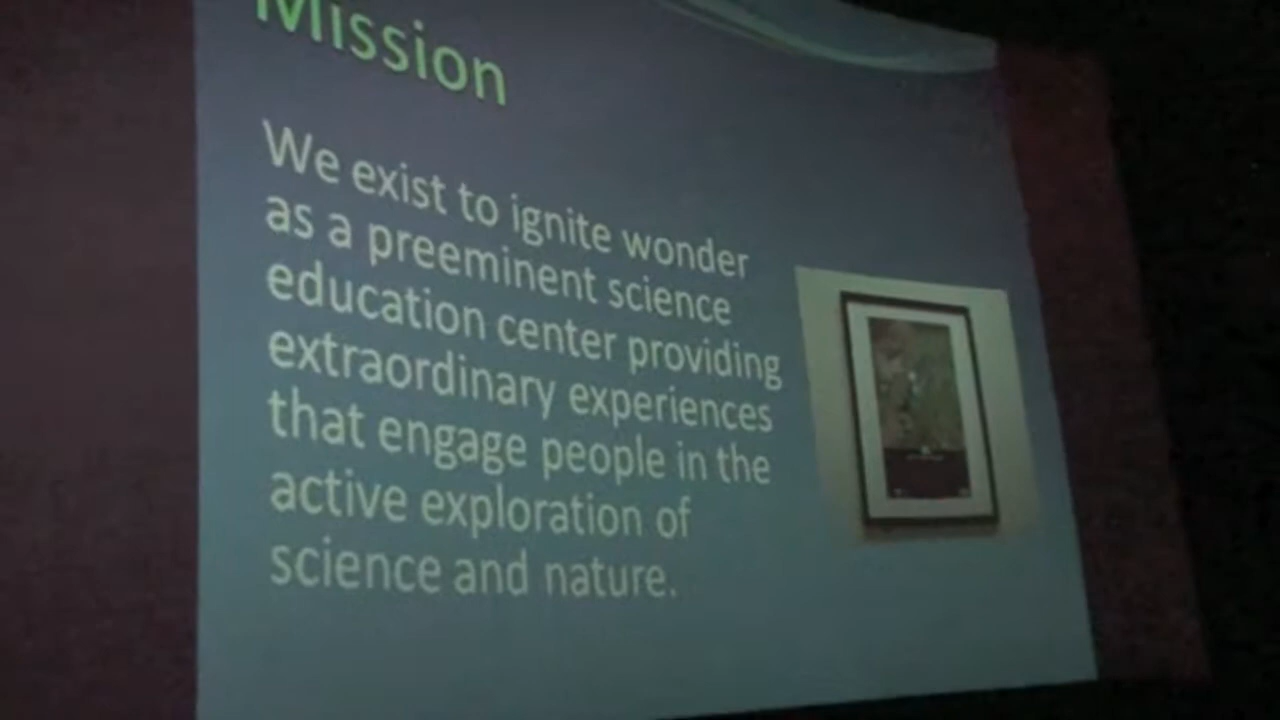 Mission
We exist to ignite wonder
as a preeminent science
education center providing
extraordinary experiences
that engage people in the
active exploration of
science and nature.